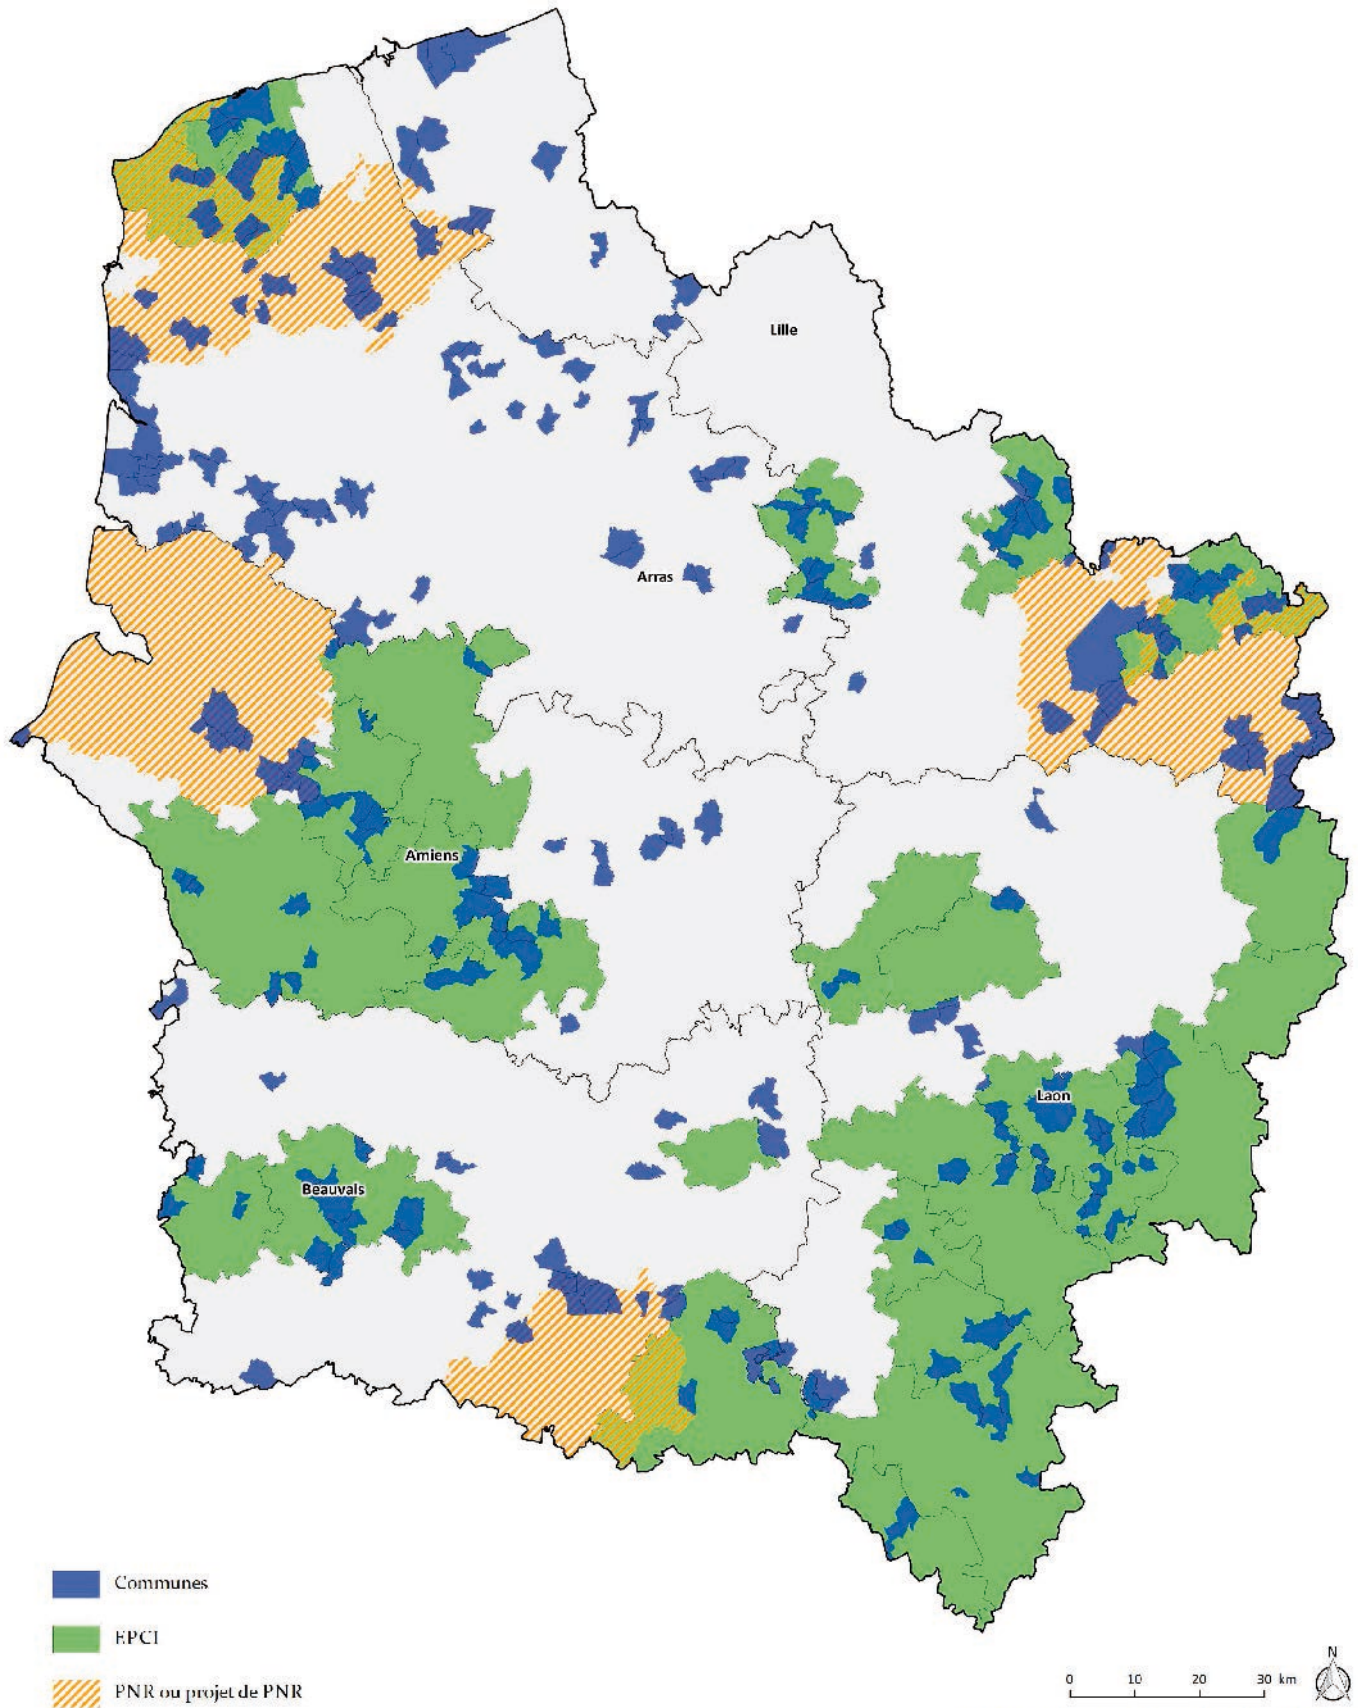 Lille
Arras
Amiens
Laon
Beauvais
Communes
EPCI
PNR ou projet de PNR
N
0 10 20 30 km